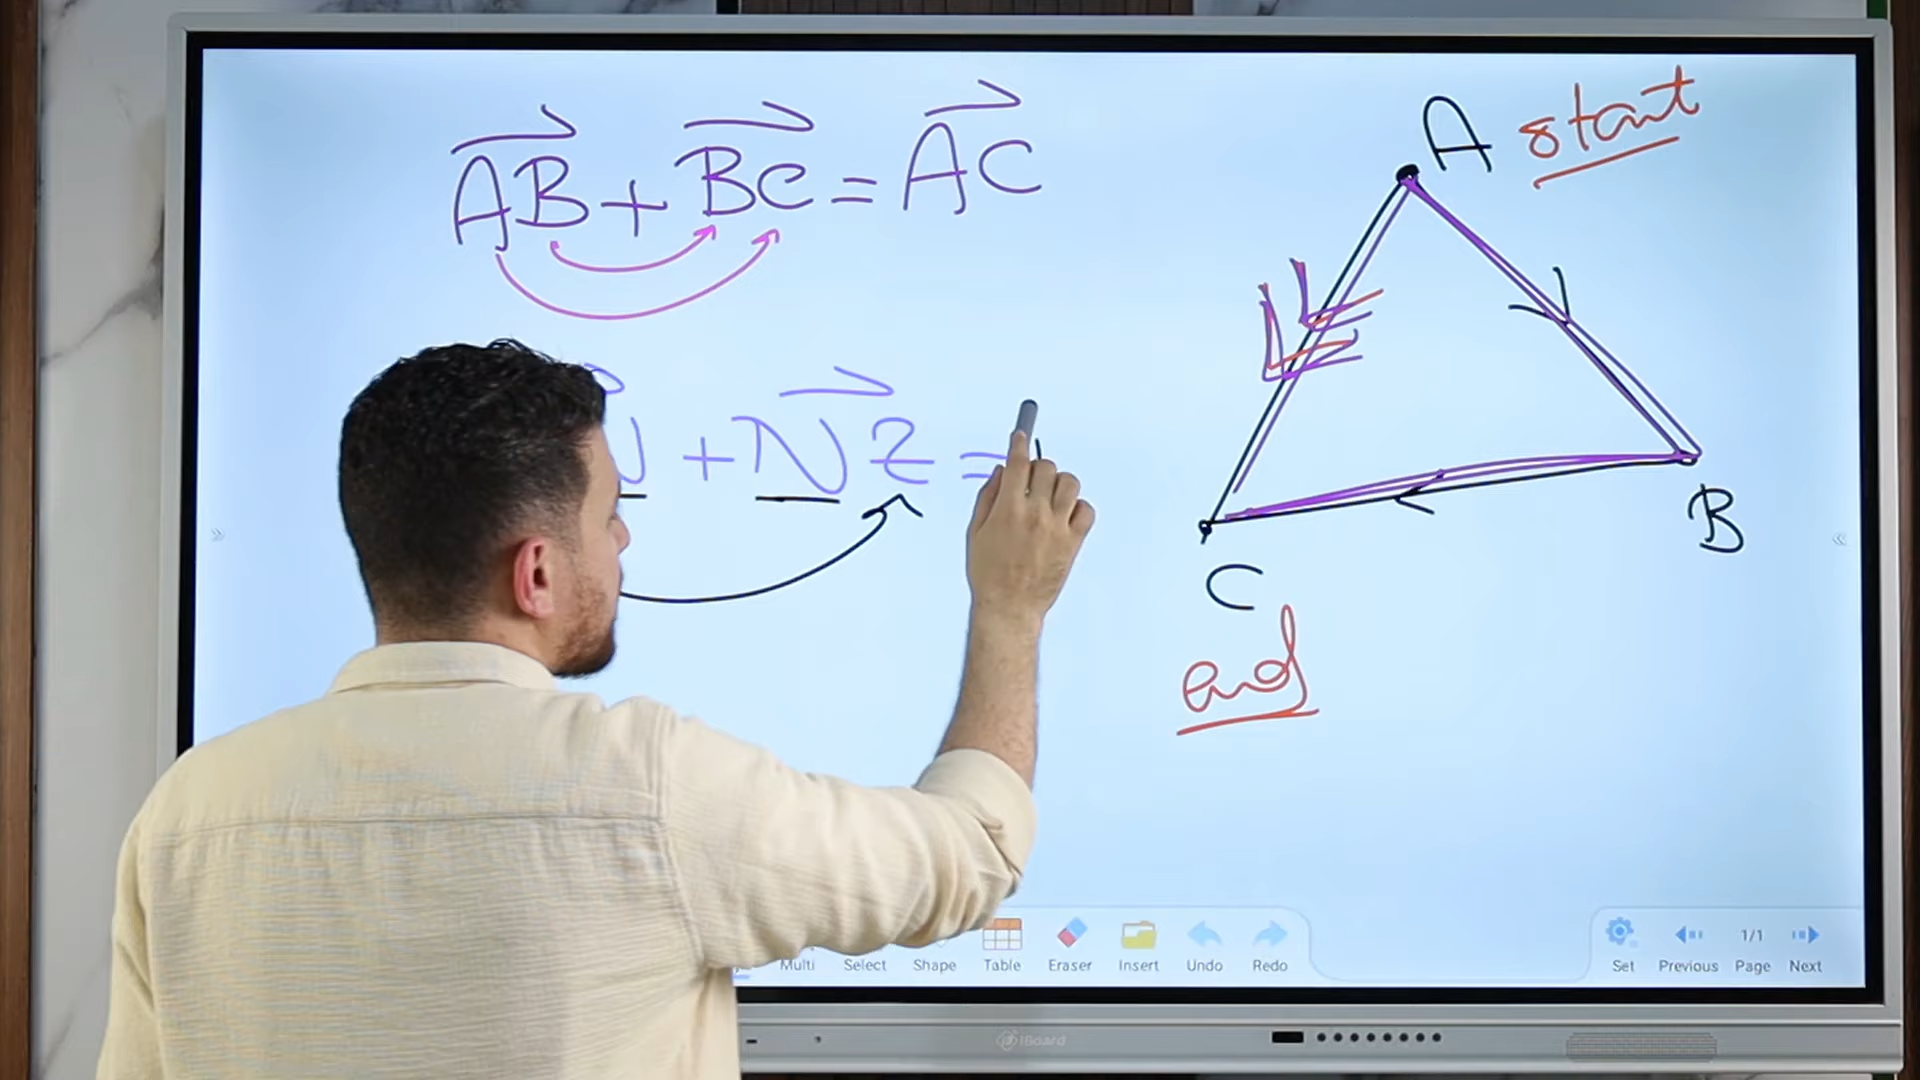 AB + BC = AC
A start
N + NZ =
B
C
end
Multi Select Shape Table Eraser Insert Undo Redo
Set Previous 1/1 Page Next
iBoard